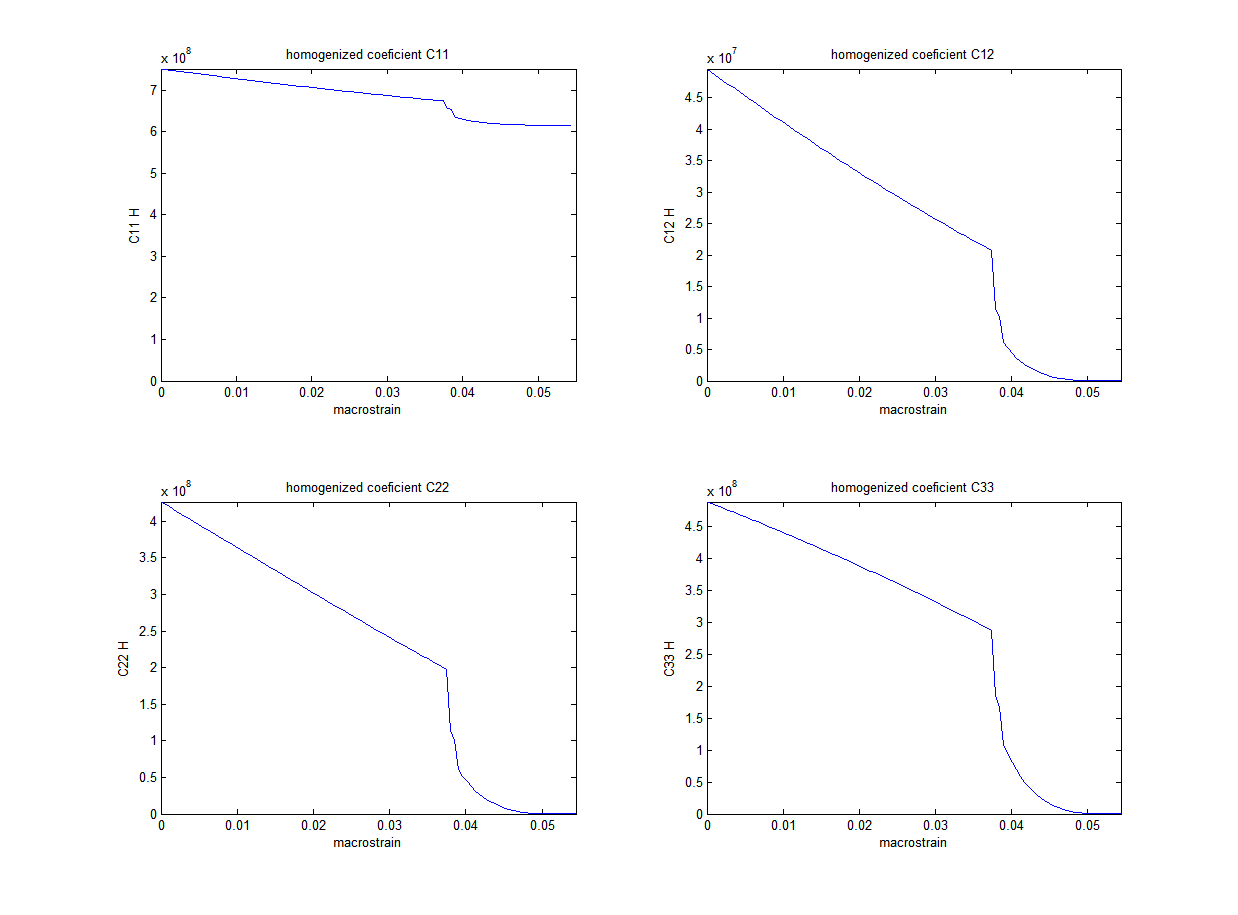 homogenized coeficient C11
x 10^8
7
6
5
4
3
2
1
0
C11 H
0 0.01 0.02 0.03 0.04 0.05
macrostrain
homogenized coeficient C12
x 10^7
4.5
4
3.5
3
2.5
2
1.5
1
0.5
0
C12 H
0 0.01 0.02 0.03 0.04 0.05
macrostrain
homogenized coeficient C22
x 10^8
4
3.5
3
2.5
2
1.5
1
0.5
0
C22 H
0 0.01 0.02 0.03 0.04 0.05
macrostrain
homogenized coeficient C33
x 10^8
4.5
4
3.5
3
2.5
2
1.5
1
0.5
0
C33 H
0 0.01 0.02 0.03 0.04 0.05
macrostrain